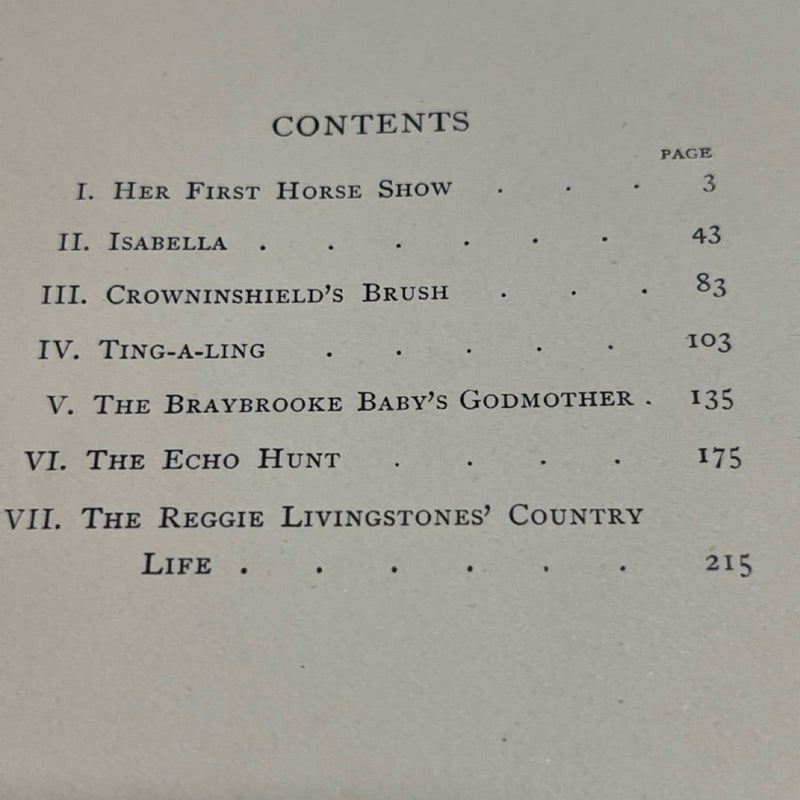 CONTENTS
PAGE
I. HER FIRST HORSE SHOW . . . 3
II. ISABELLA . . . . . . 43
III. CROWNINSHIELD'S BRUSH . . . 83
IV. TING-A-LING . . . . . 103
V. THE BRAYBROOKE BABY'S GODMOTHER . 135
VI. THE ECHO HUNT . . . . 175
VII. THE REGGIE LIVINGSTONES' COUNTRY
LIFE . . . . . . 215